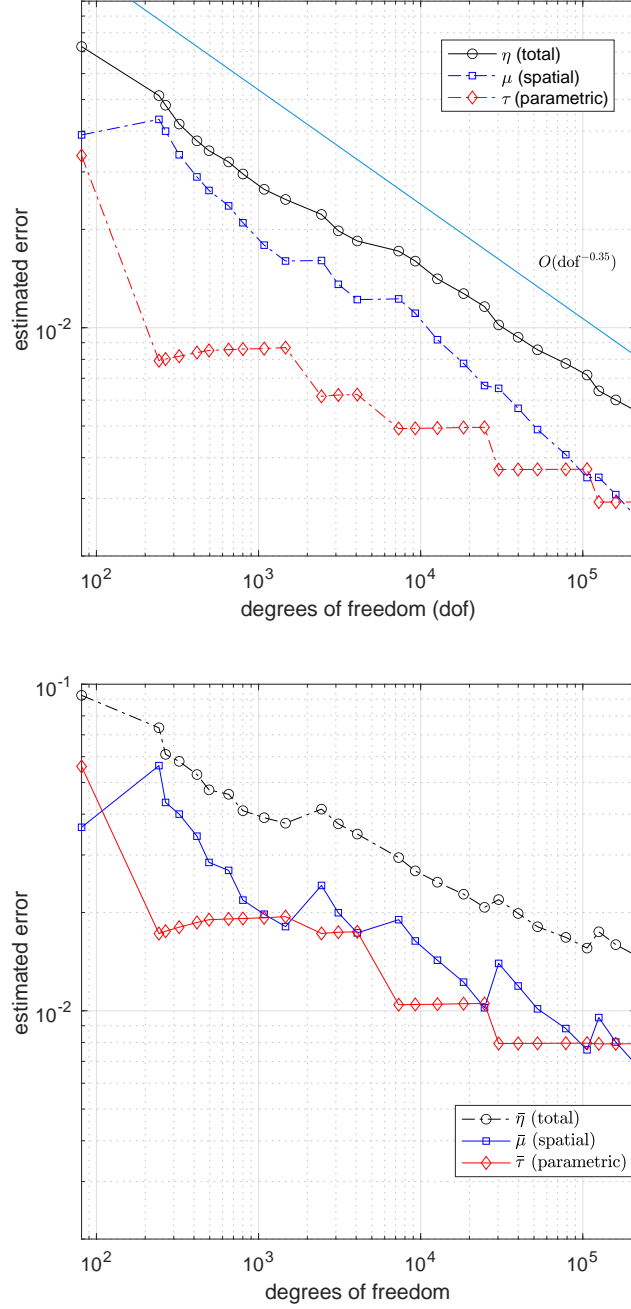 η (total)
μ (spatial)
τ (parametric)
O(dof^{-0.35})
estimated error
10^{-2}
10^2 10^3 10^4 10^5
degrees of freedom (dof)
10^{-1}
estimated error
10^{-2}
η̄ (total)
μ̄ (spatial)
τ̄ (parametric)
10^2 10^3 10^4 10^5
degrees of freedom